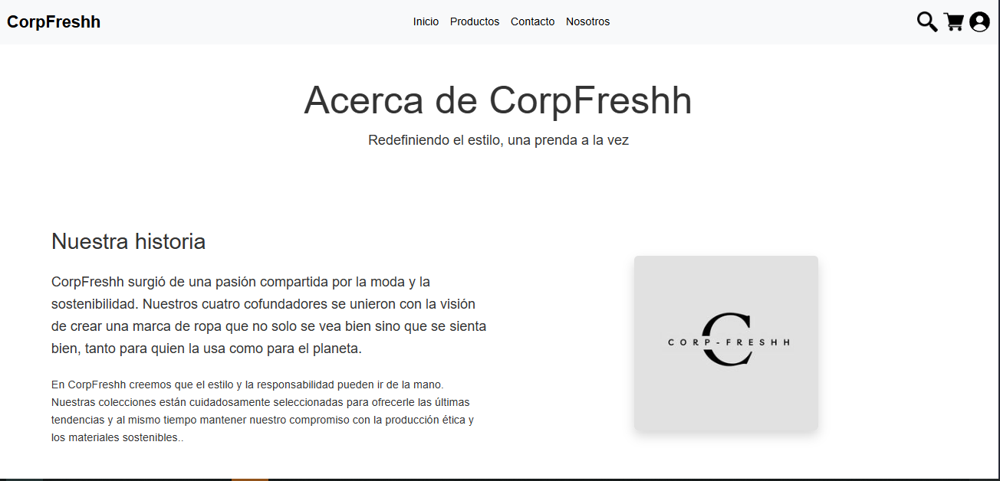 CorpFreshh
Inicio Productos Contacto Nosotros
Acerca de CorpFreshh
Redefiniendo el estilo, una prenda a la vez
Nuestra historia
CorpFreshh surgió de una pasión compartida por la moda y la
sostenibilidad. Nuestros cuatro cofundadores se unieron con la visión
de crear una marca de ropa que no solo se vea bien sino que se sienta
bien, tanto para quien la usa como para el planeta.
En CorpFreshh creemos que el estilo y la responsabilidad pueden ir de la mano.
Nuestras colecciones están cuidadosamente seleccionadas para ofrecerle las últimas
tendencias y al mismo tiempo mantener nuestro compromiso con la producción ética y
los materiales sostenibles..
C
CORP-FRESHH